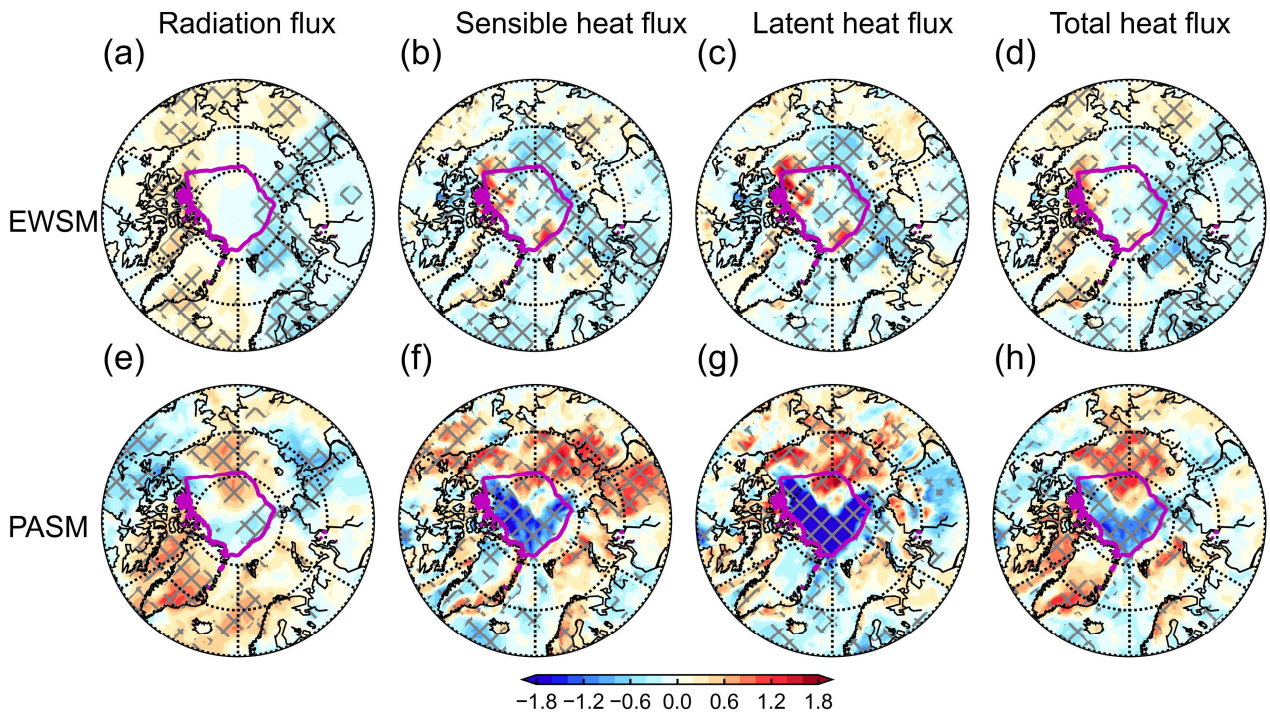 Radiation flux Sensible heat flux Latent heat flux Total heat flux
(a) (b) (c) (d)
EWSM
(e) (f) (g) (h)
PASM
−1.8 −1.2 −0.6 0.0 0.6 1.2 1.8